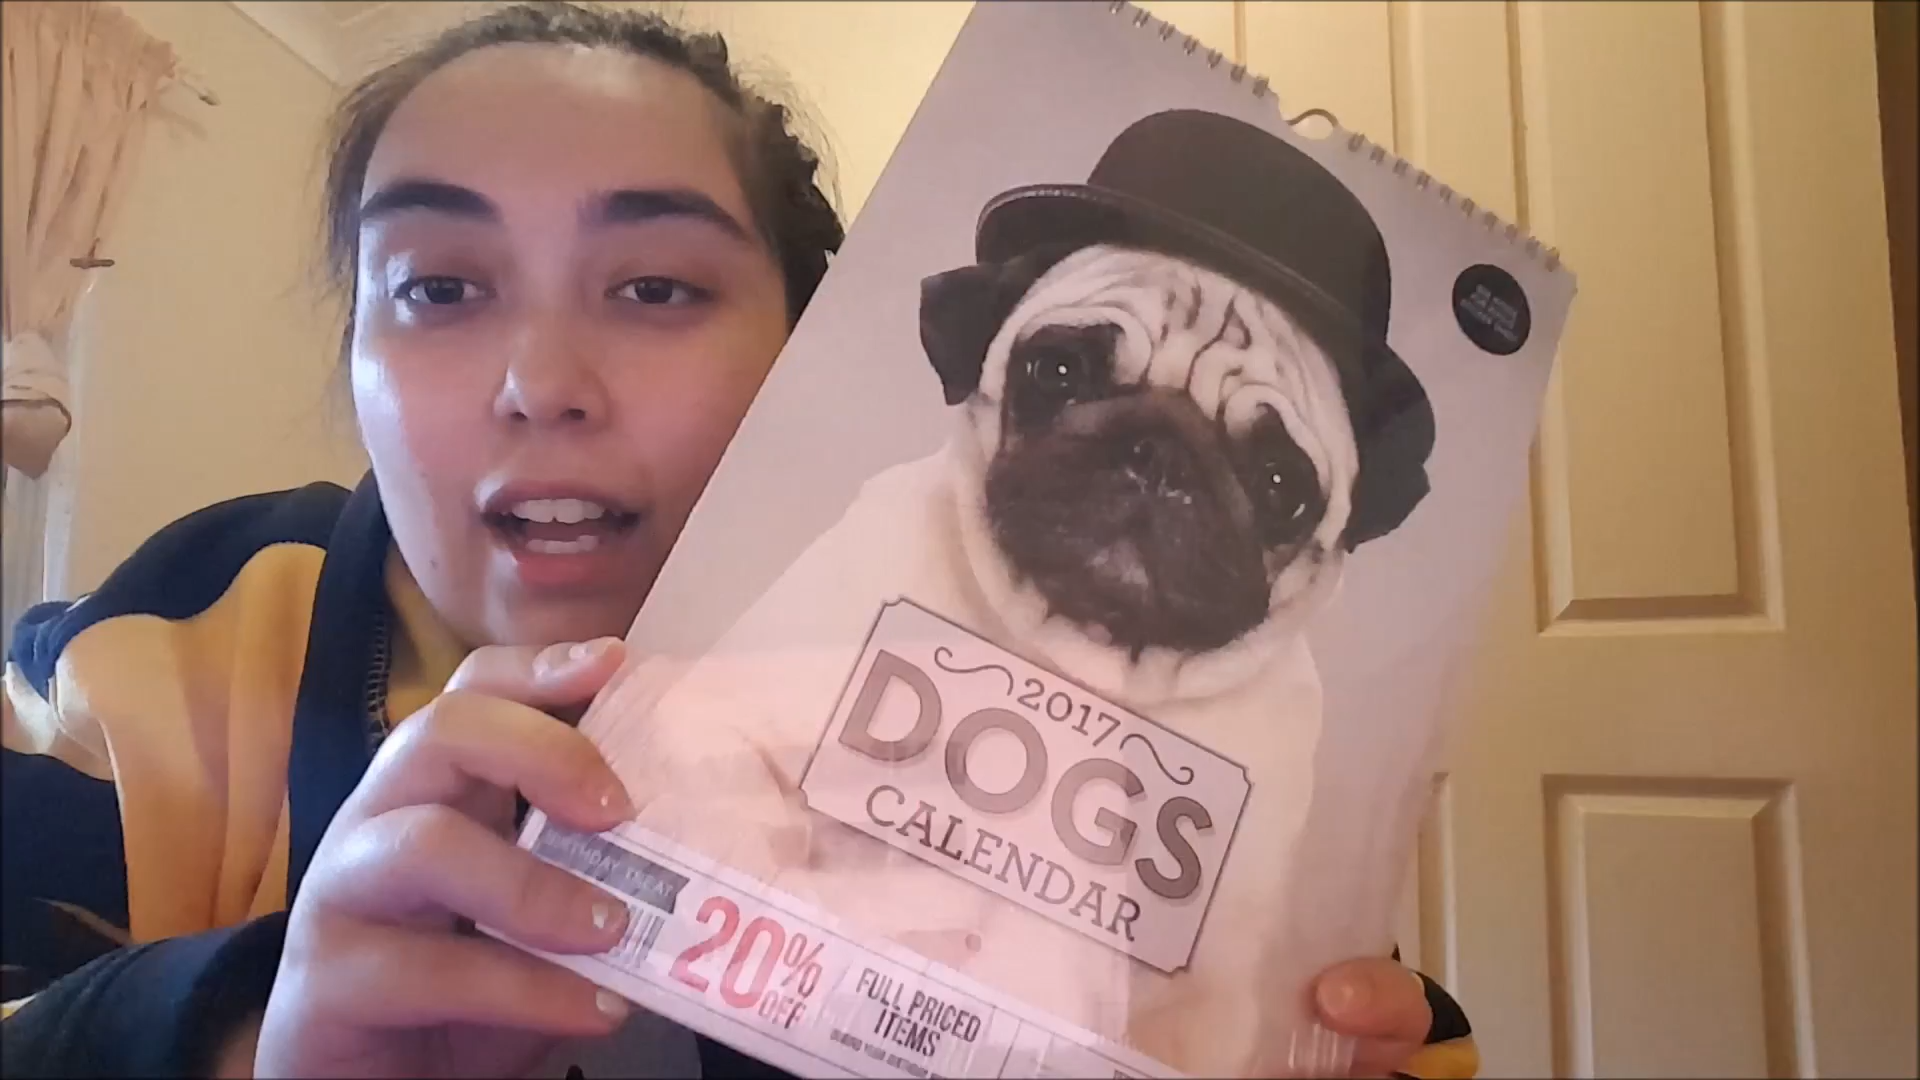 2017
DOGS
CALENDAR
BIRTHDAY TREAT
20%
OFF
FULL PRICED
ITEMS